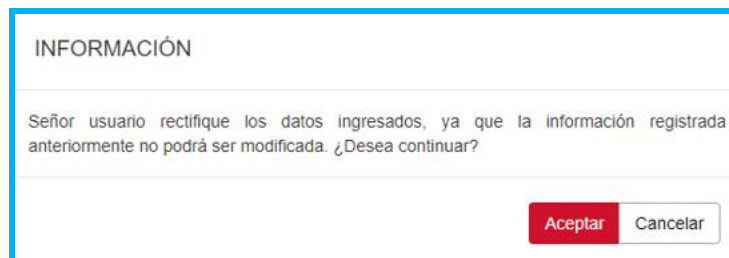 INFORMACIÓN
Señor usuario rectifique los datos ingresados, ya que la información registrada
anteriormente no podrá ser modificada. ¿Desea continuar?
Aceptar Cancelar